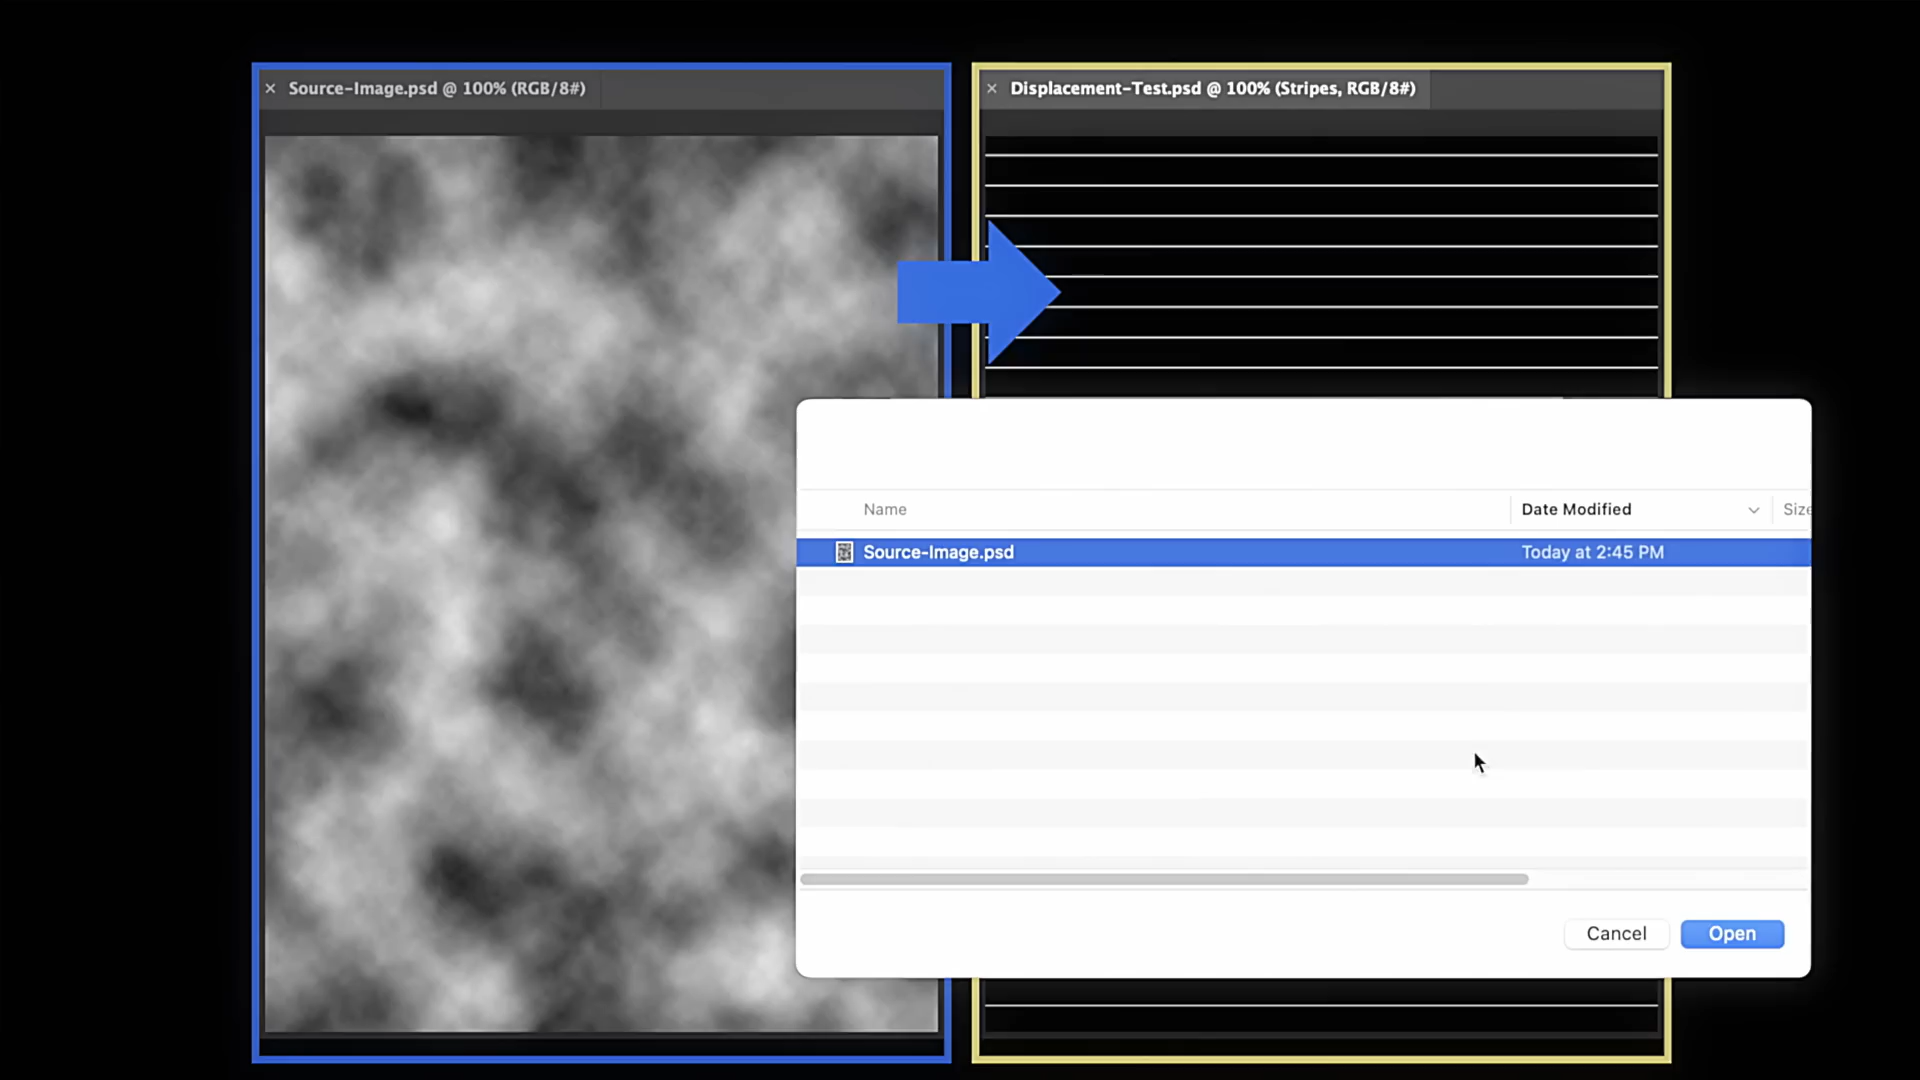 × Source-Image.psd @ 100% (RGB/8#)
× Displacement-Test.psd @ 100% (Stripes, RGB/8#)
Name Date Modified Size
Source-Image.psd Today at 2:45 PM
Cancel Open